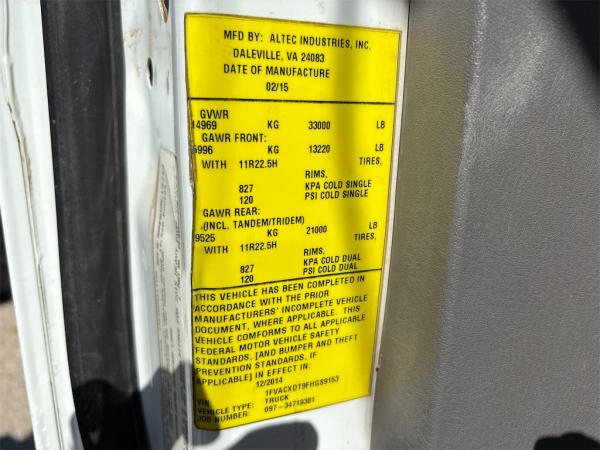 MFD BY: ALTEC INDUSTRIES, INC.
DALEVILLE, VA 24083
DATE OF MANUFACTURE
02/15
GVWR
14969 KG 33000 LB
GAWR FRONT:
5996 KG 13220 LB
WITH 11R22.5H TIRES,
RIMS,
827 KPA COLD SINGLE
120 PSI COLD SINGLE
GAWR REAR:
(INCL. TANDEM/TRIDEM)
9525 KG 21000 LB
WITH 11R22.5H TIRES,
RIMS,
827 KPA COLD DUAL
120 PSI COLD DUAL
THIS VEHICLE HAS BEEN COMPLETED IN
ACCORDANCE WITH THE PRIOR
MANUFACTURERS' INCOMPLETE VEHICLE
DOCUMENT, WHERE APPLICABLE. THIS
VEHICLE COMFORMS TO ALL APPLICABLE
FEDERAL MOTOR VEHICLE SAFETY
STANDARDS, [AND BUMPER AND THEFT
PREVENTION STANDARDS, IF
APPLICABLE] IN EFFECT IN:
12/2014
VIN: 1FVACXDT9FHGS9153
VEHICLE TYPE: TRUCK
JOB NUMBER: 097-34719381